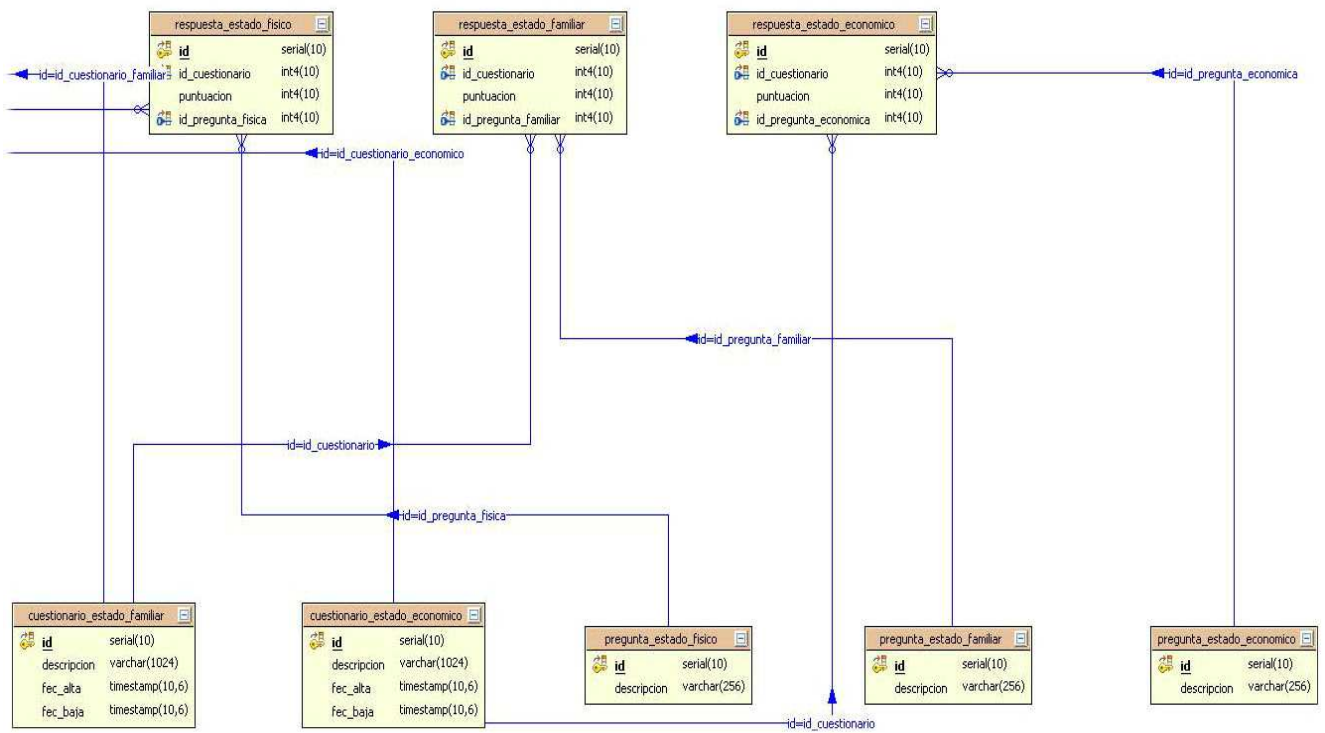 respuesta_estado_fisico
id serial(10)
id_cuestionario int4(10)
puntuacion int4(10)
id_pregunta_fisica int4(10)
respuesta_estado_familiar
id serial(10)
id_cuestionario int4(10)
puntuacion int4(10)
id_pregunta_familiar int4(10)
respuesta_estado_economico
id serial(10)
id_cuestionario int4(10)
puntuacion int4(10)
id_pregunta_economica int4(10)
id=id_cuestionario_familiar
id=id_pregunta_economica
id=id_cuestionario_economico
id=id_pregunta_familiar
id=id_cuestionario
id=id_pregunta_fisica
cuestionario_estado_familiar
id serial(10)
descripcion varchar(1024)
fec_alta timestamp(10,6)
fec_baja timestamp(10,6)
cuestionario_estado_economico
id serial(10)
descripcion varchar(1024)
fec_alta timestamp(10,6)
fec_baja timestamp(10,6)
pregunta_estado_fisico
id serial(10)
descripcion varchar(256)
pregunta_estado_familiar
id serial(10)
descripcion varchar(256)
pregunta_estado_economico
id serial(10)
descripcion varchar(256)
id=id_cuestionario